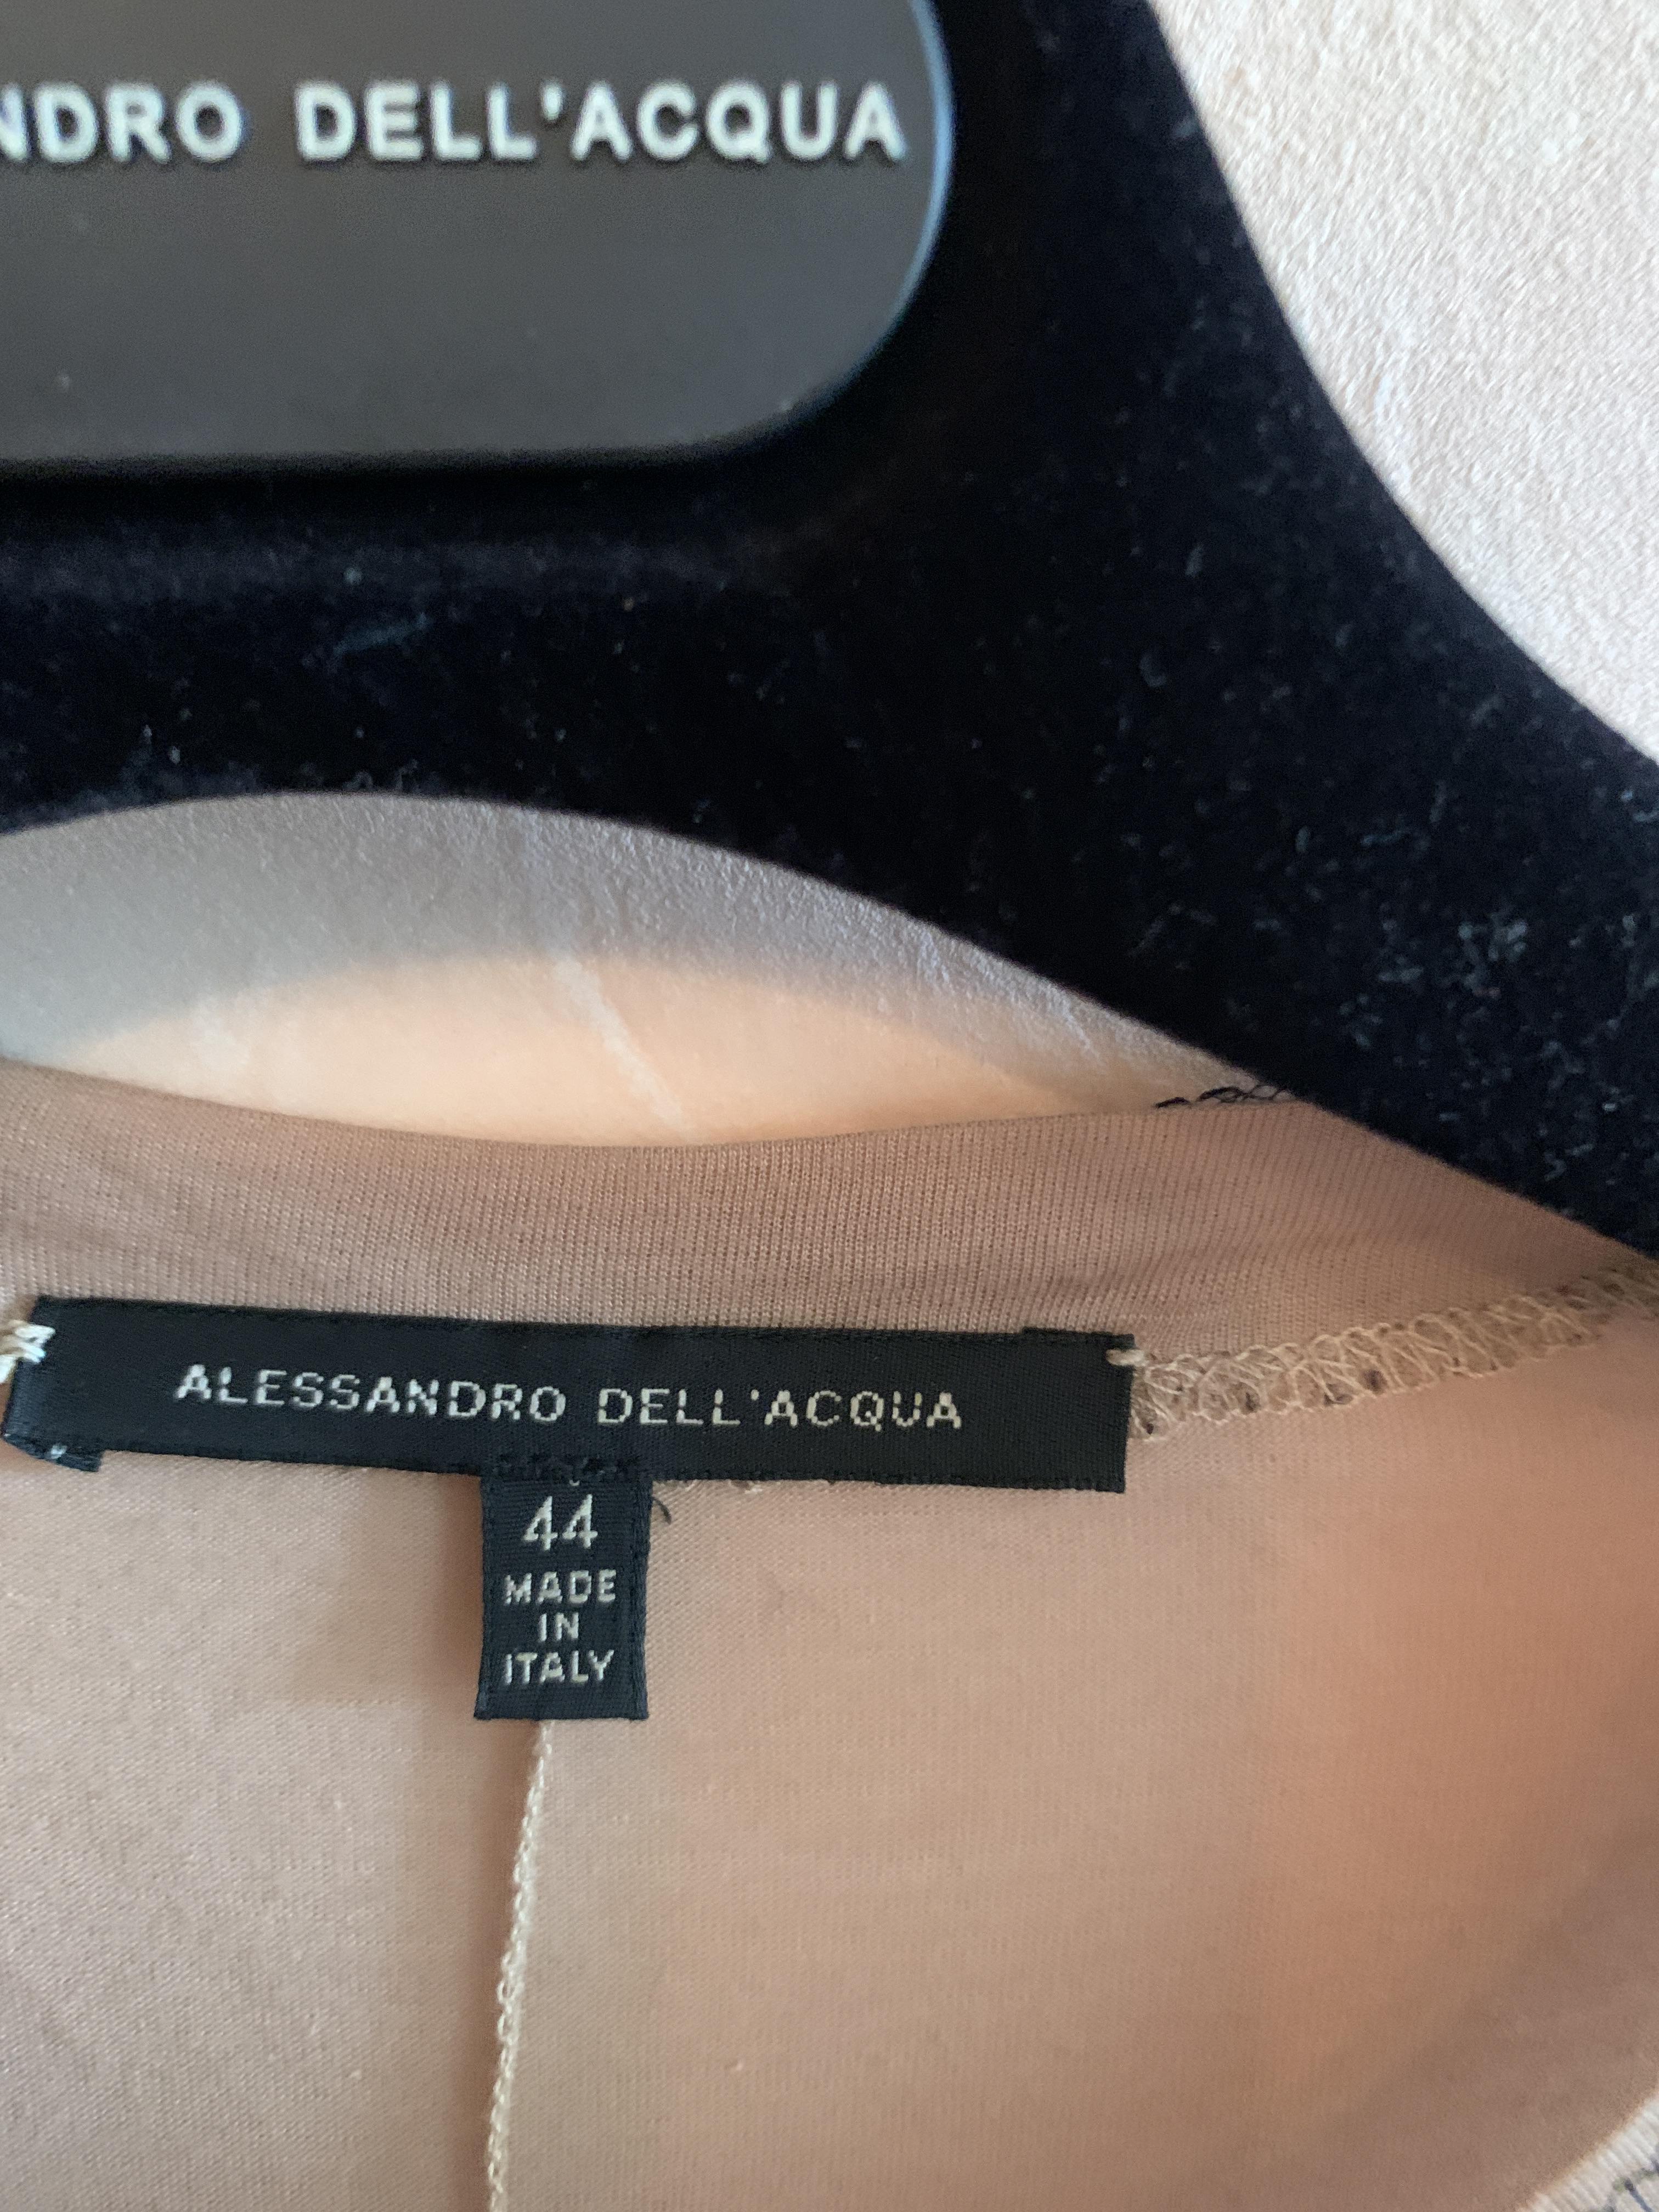 NDRO DELL'ACQUA
ALESSANDRO DELL'ACQUA
44
MADE
IN
ITALY